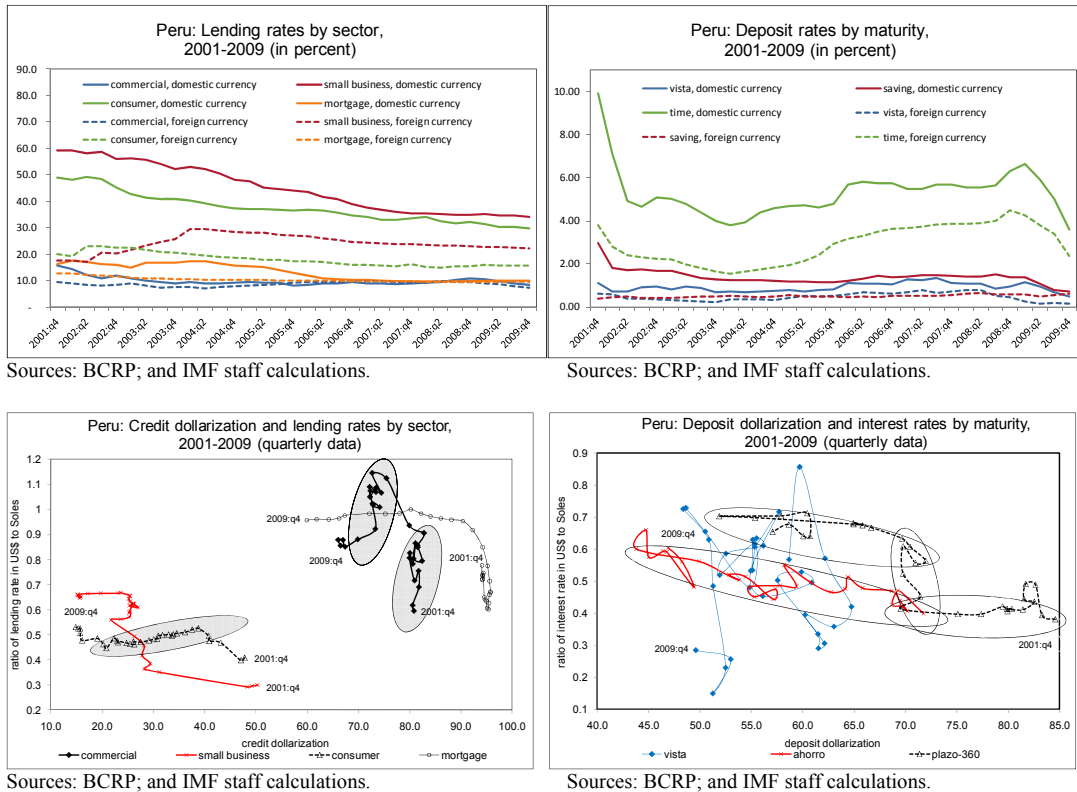 Peru: Lending rates by sector,
2001-2009 (in percent)
90.0
80.0
70.0
60.0
50.0
40.0
30.0
20.0
10.0
-
commercial, domestic currency
small business, domestic currency
consumer, domestic currency
mortgage, domestic currency
commercial, foreign currency
small business, foreign currency
consumer, foreign currency
mortgage, foreign currency
2001:q4
2002:q2
2002:q4
2003:q2
2003:q4
2004:q2
2004:q4
2005:q2
2005:q4
2006:q2
2006:q4
2007:q2
2007:q4
2008:q2
2008:q4
2009:q2
2009:q4
Sources: BCRP; and IMF staff calculations.
Peru: Deposit rates by maturity,
2001-2009 (in percent)
10.00
8.00
6.00
4.00
2.00
0.00
vista, domestic currency
saving, domestic currency
time, domestic currency
vista, foreign currency
saving, foreign currency
time, foreign currency
2001:q4
2002:q2
2002:q4
2003:q2
2003:q4
2004:q2
2004:q4
2005:q2
2005:q4
2006:q2
2006:q4
2007:q2
2007:q4
2008:q2
2008:q4
2009:q2
2009:q4
Sources: BCRP; and IMF staff calculations.
Peru: Credit dollarization and lending rates by sector,
2001-2009 (quarterly data)
ratio of lending rate in US$ to Soles
1.2
1.1
1.0
0.9
0.8
0.7
0.6
0.5
0.4
0.3
0.2
2009:q4
2001:q4
2009:q4
2001:q4
2009:q4
2001:q4
2001:q4
10.0 20.0 30.0 40.0 50.0 60.0 70.0 80.0 90.0 100.0
credit dollarization
commercial small business consumer mortgage
Sources: BCRP; and IMF staff calculations.
Peru: Deposit dollarization and interest rates by maturity,
2001-2009 (quarterly data)
ratio of interest rate in US$ to Soles
0.9
0.8
0.7
0.6
0.5
0.4
0.3
0.2
0.1
2009:q4
2009:q4
2001:q4
40.0 45.0 50.0 55.0 60.0 65.0 70.0 75.0 80.0 85.0
deposit dollarization
vista ahorro plazo-360
Sources: BCRP; and IMF staff calculations.